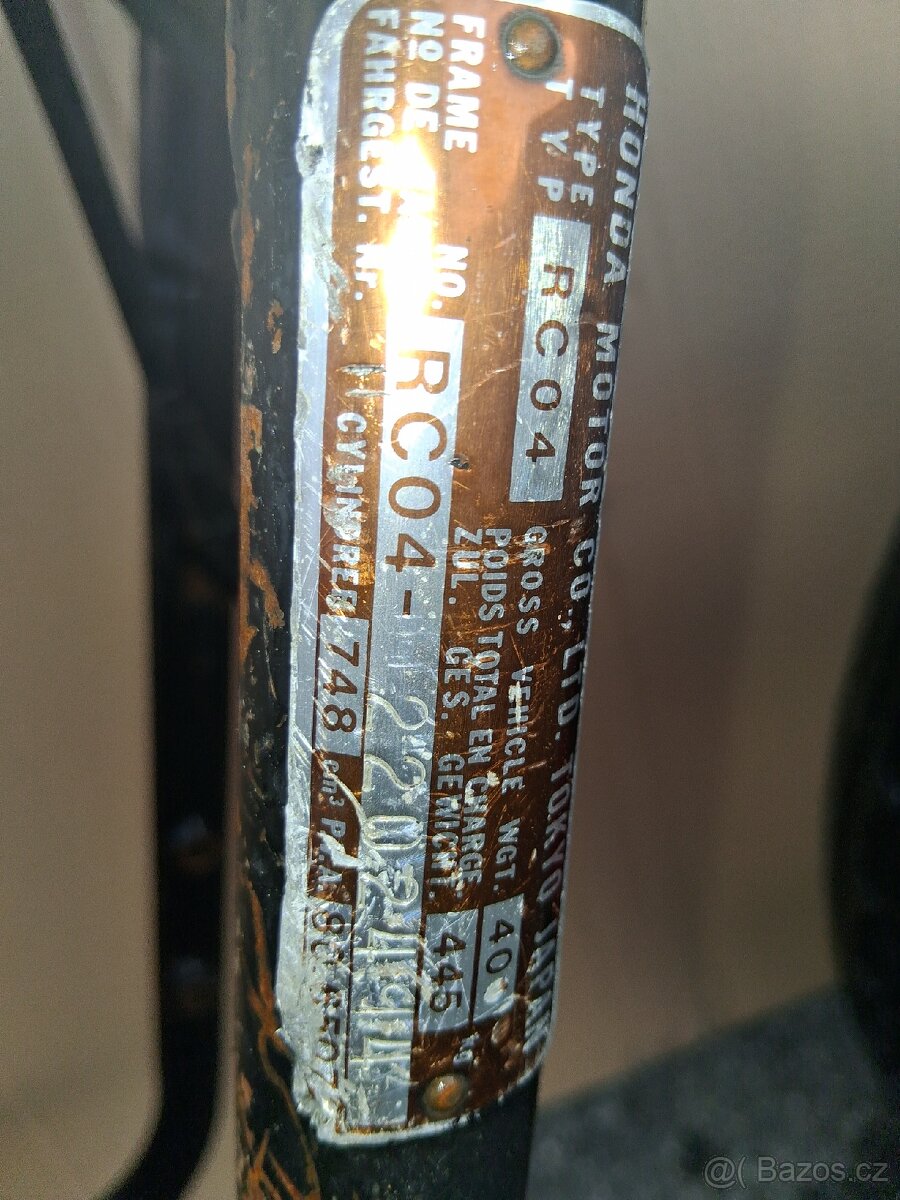 HONDA MOTOR CO., LTD. TOKYO JAPAN
TYPE
TYP
RC04
GROSS VEHICLE WGT.
POIDS TOTAL EN CHARGE
ZUL. GES. GEWICHT.
445
FRAME NO.
Nº DE
FAHRGEST. Nr.
RC04-
CYLINDREE 748 cm³
@( Bazos.cz